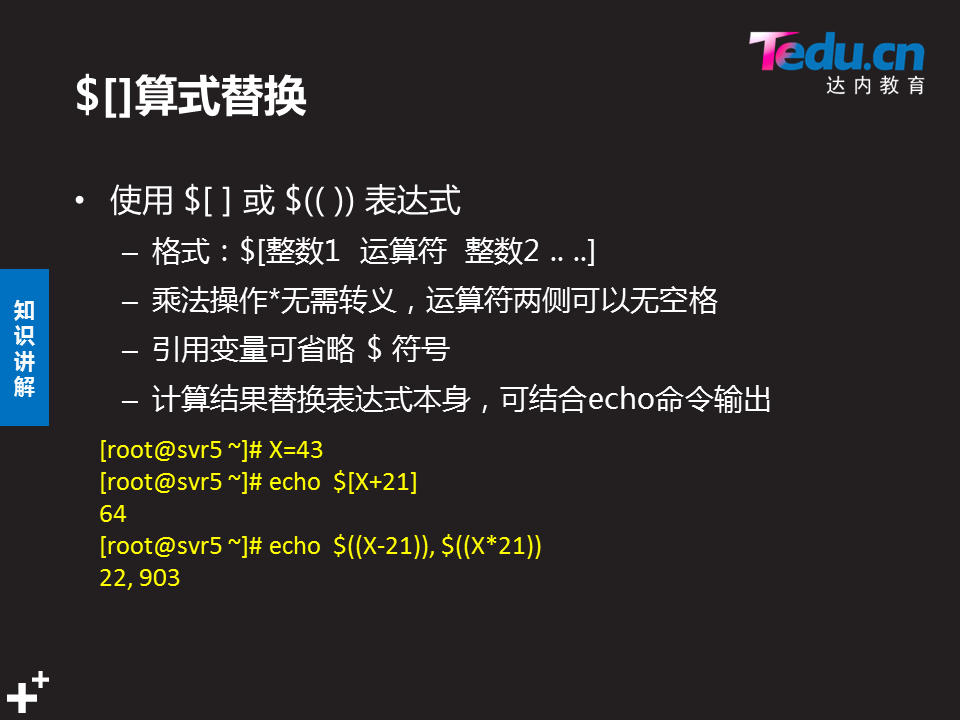 Tedu.cn
达内教育
$[]算式替换
• 使用 $[ ] 或 $(( )) 表达式
– 格式：$[整数1 运算符 整数2 .. ..]
– 乘法操作*无需转义，运算符两侧可以无空格
– 引用变量可省略 $ 符号
– 计算结果替换表达式本身，可结合echo命令输出
知识讲解
[root@svr5 ~]# X=43
[root@svr5 ~]# echo $[X+21]
64
[root@svr5 ~]# echo $((X-21)), $((X*21))
22, 903